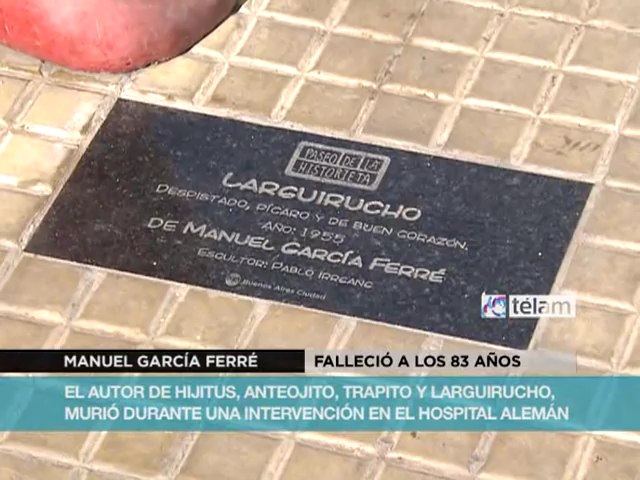 PASEO DE LA
HISTORIETA
LARGUIRUCHO
DESPISTADO, PÍCARO Y DE BUEN CORAZÓN.
AÑO: 1955
DE MANUEL GARCÍA FERRÉ
ESCULTOR: PABLO IRRGANG
Buenos Aires Ciudad
télam
MANUEL GARCÍA FERRÉ FALLECIÓ A LOS 83 AÑOS
EL AUTOR DE HIJITUS, ANTEOJITO, TRAPITO Y LARGUIRUCHO,
MURIÓ DURANTE UNA INTERVENCIÓN EN EL HOSPITAL ALEMÁN